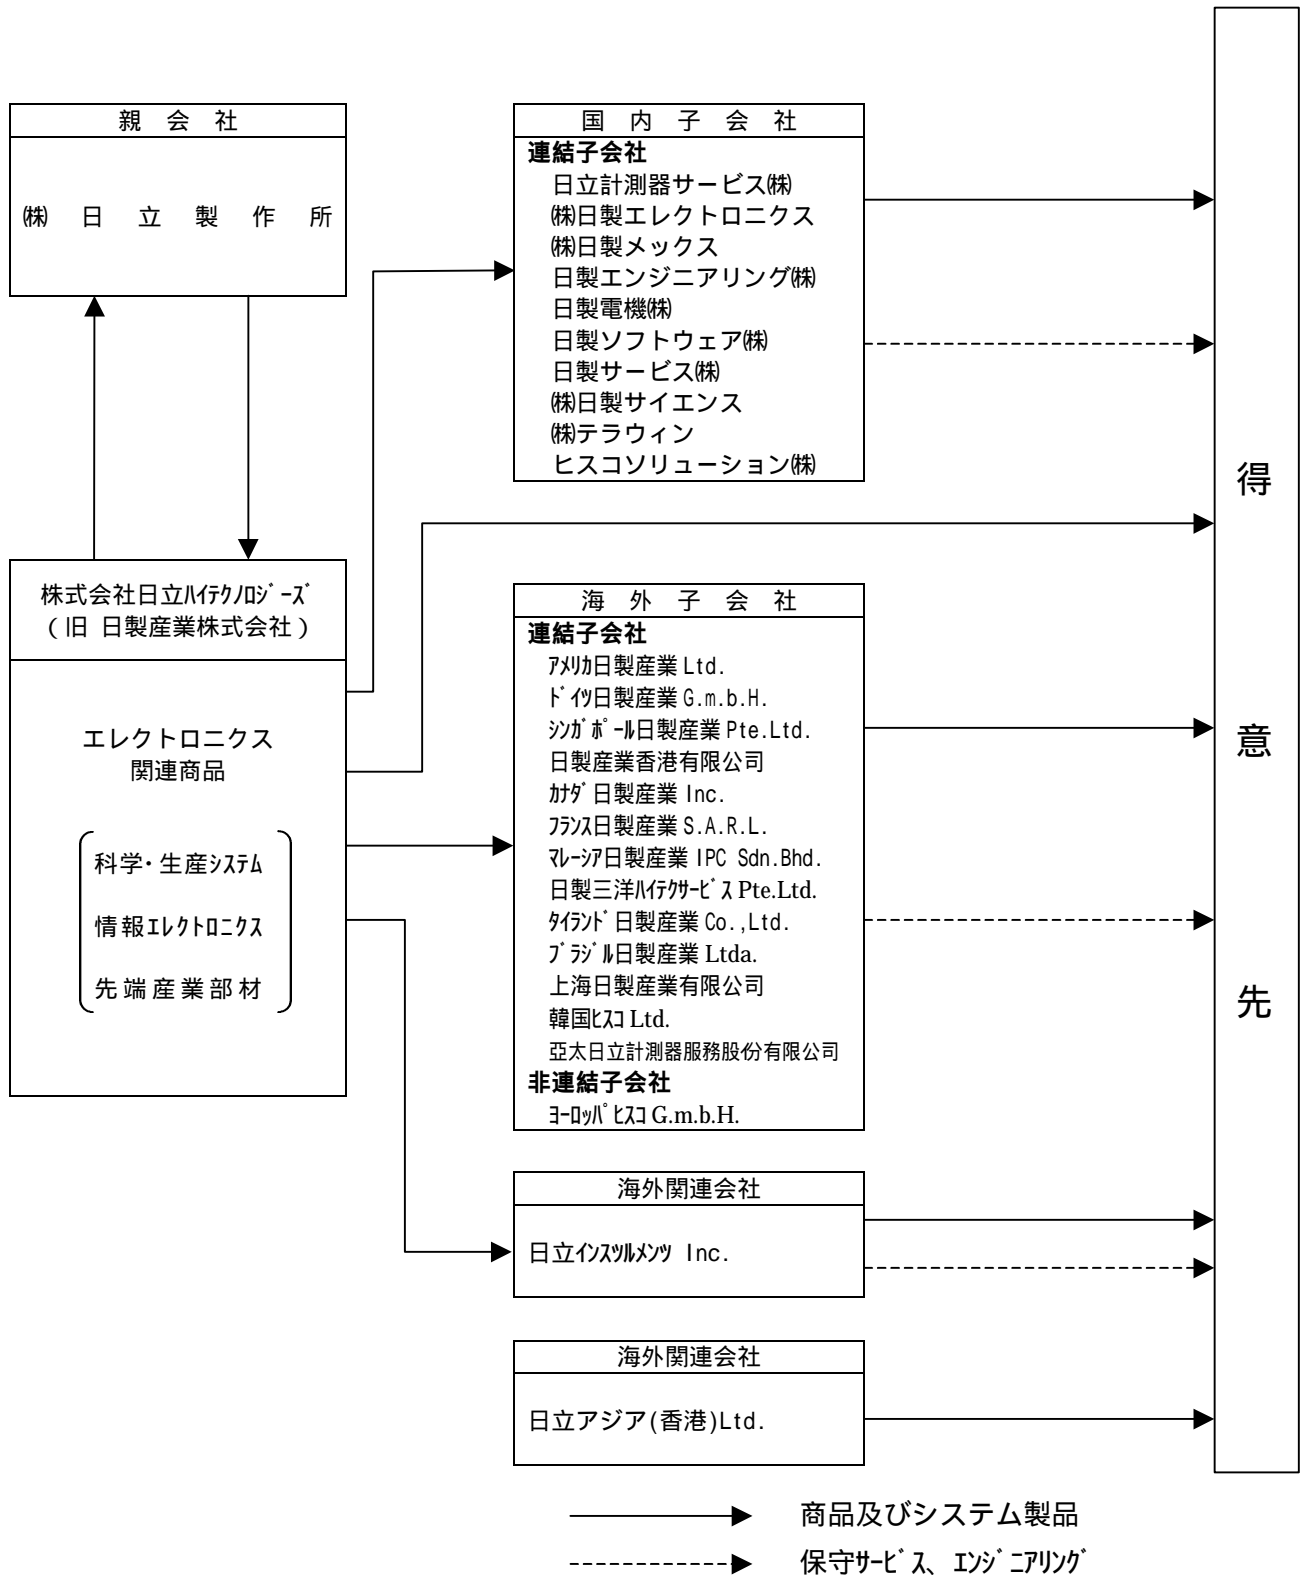 親会社
㈱日立製作所
株式会社日立ﾊｲﾃｸﾉﾛｼﾞｰｽﾞ
(旧 日製産業株式会社)
エレクトロニクス
関連商品
科学・生産ｼｽﾃﾑ
情報ｴﾚｸﾄﾛﾆｸｽ
先端産業部材
国内子会社
連結子会社
日立計測器サービス㈱
㈱日製エレクトロニクス
㈱日製メックス
日製エンジニアリング㈱
日製電機㈱
日製ソフトウェア㈱
日製サービス㈱
㈱日製サイエンス
㈱テラウィン
ヒスコソリューション㈱
海外子会社
連結子会社
ｱﾒﾘｶ日製産業 Ltd.
ﾄﾞｲﾂ日製産業 G.m.b.H.
ｼﾝｶﾞﾎﾟｰﾙ日製産業 Pte.Ltd.
日製産業香港有限公司
ｶﾅﾀﾞ日製産業 Inc.
ﾌﾗﾝｽ日製産業 S.A.R.L.
ﾏﾚｰｼｱ日製産業 IPC Sdn.Bhd.
日製三洋ﾊｲﾃｸｻｰﾋﾞｽ Pte.Ltd.
ﾀｲﾗﾝﾄﾞ日製産業 Co.,Ltd.
ﾌﾞﾗｼﾞﾙ日製産業 Ltda.
上海日製産業有限公司
韓国ﾋｽｺ Ltd.
亞太日立計測器服務股份有限公司
非連結子会社
ﾖｰﾛｯﾊﾟﾋｽｺ G.m.b.H.
海外関連会社
日立ｲﾝｽﾂﾙﾒﾝﾂ Inc.
海外関連会社
日立アジア(香港)Ltd.
得意先
商品及びシステム製品
保守ｻｰﾋﾞｽ、ｴﾝｼﾞﾆｱﾘﾝｸﾞ